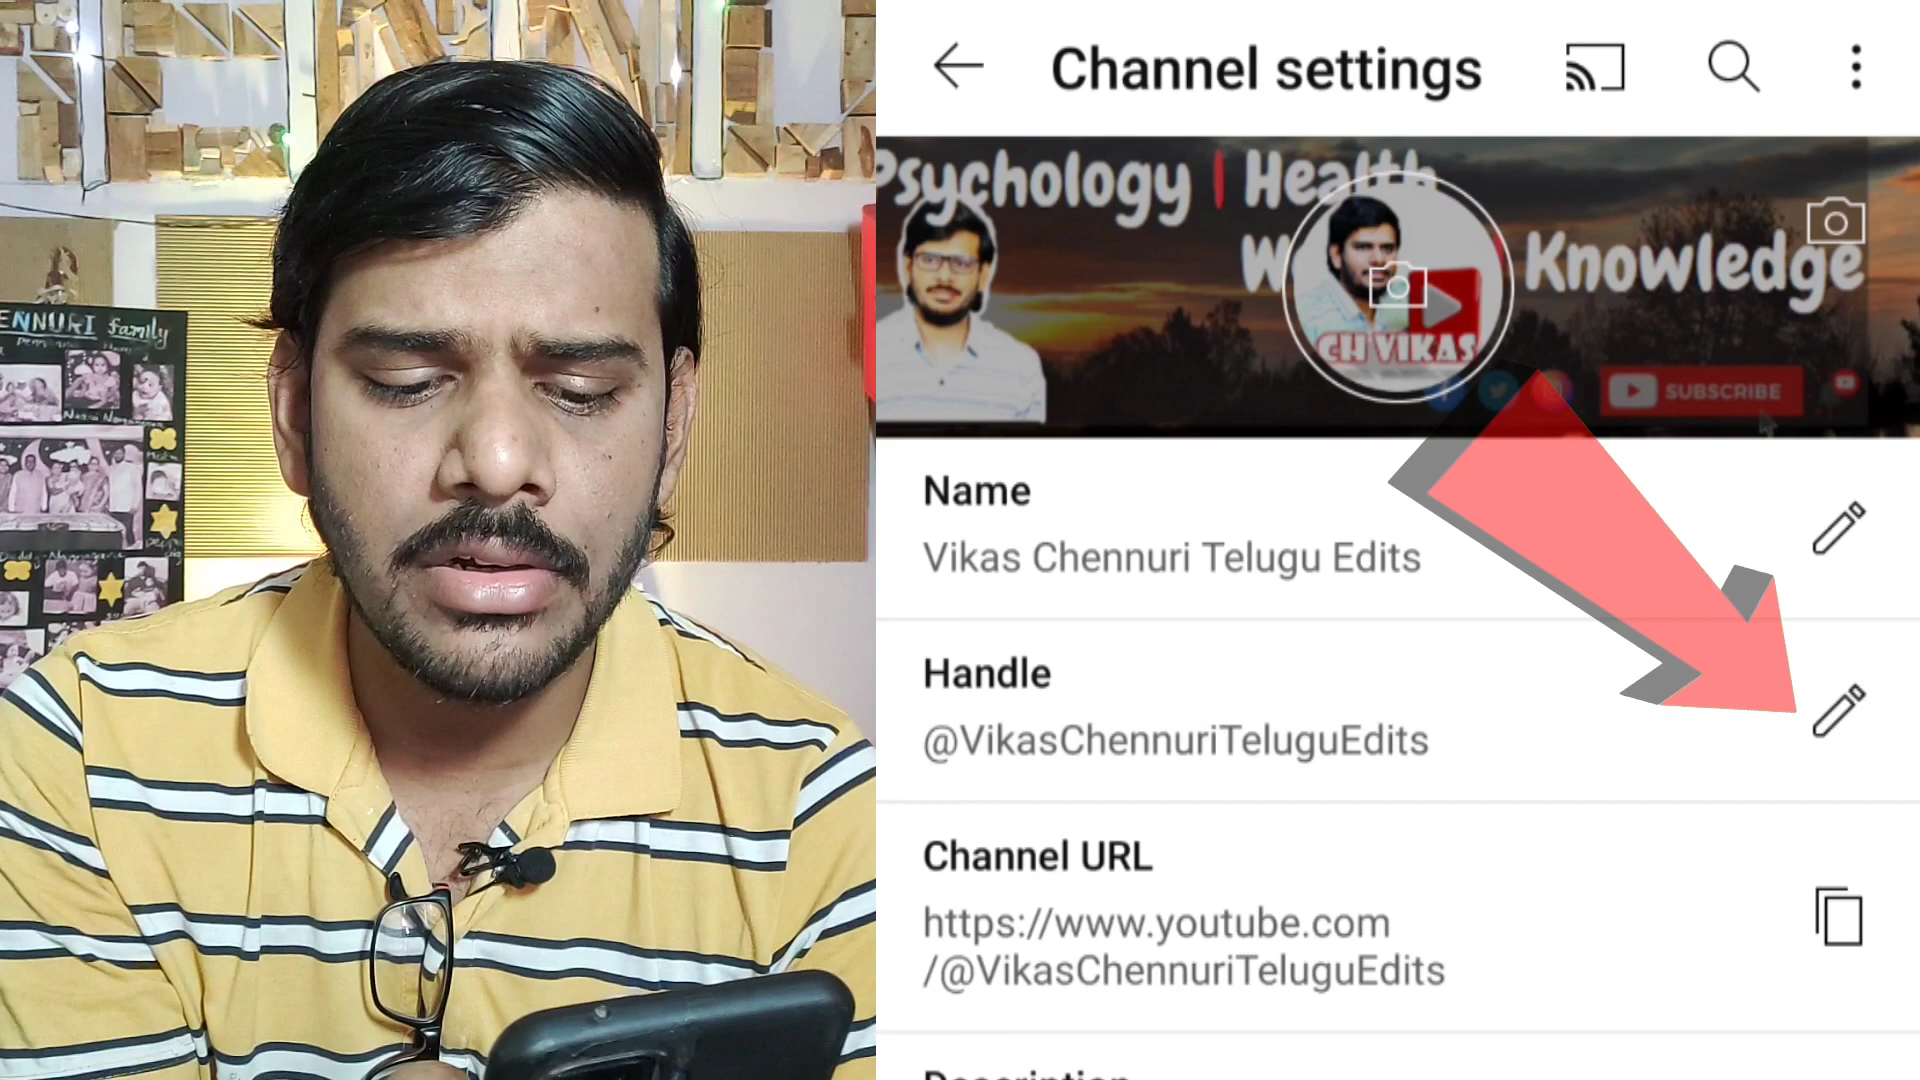 Channel settings
Psychology | Health
Knowledge
CH VIKAS
SUBSCRIBE
Name
Vikas Chennuri Telugu Edits
Handle
@VikasChennuriTeluguEdits
Channel URL
https://www.youtube.com
/@VikasChennuriTeluguEdits
Description
ENNURI family